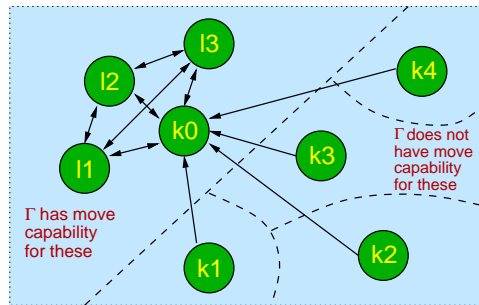 l3
l2
k4
k0
k3
l1
Γ does not
have move
capability
for these
Γ has move
capability
for these
k1
k2